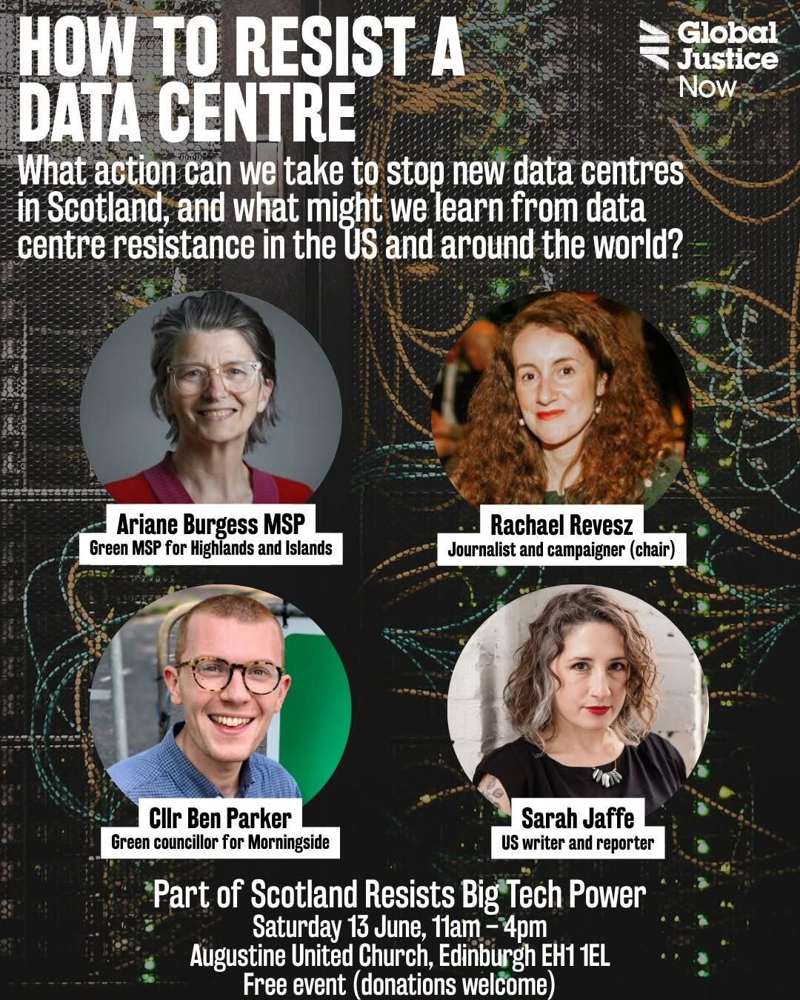 HOW TO RESIST A
DATA CENTRE
Global
Justice
Now
What action can we take to stop new data centres
in Scotland, and what might we learn from data
centre resistance in the US and around the world?
Ariane Burgess MSP
Green MSP for Highlands and Islands
Rachael Revesz
Journalist and campaigner (chair)
Cllr Ben Parker
Green councillor for Morningside
Sarah Jaffe
US writer and reporter
Part of Scotland Resists Big Tech Power
Saturday 13 June, 11am – 4pm
Augustine United Church, Edinburgh EH1 1EL
Free event (donations welcome)